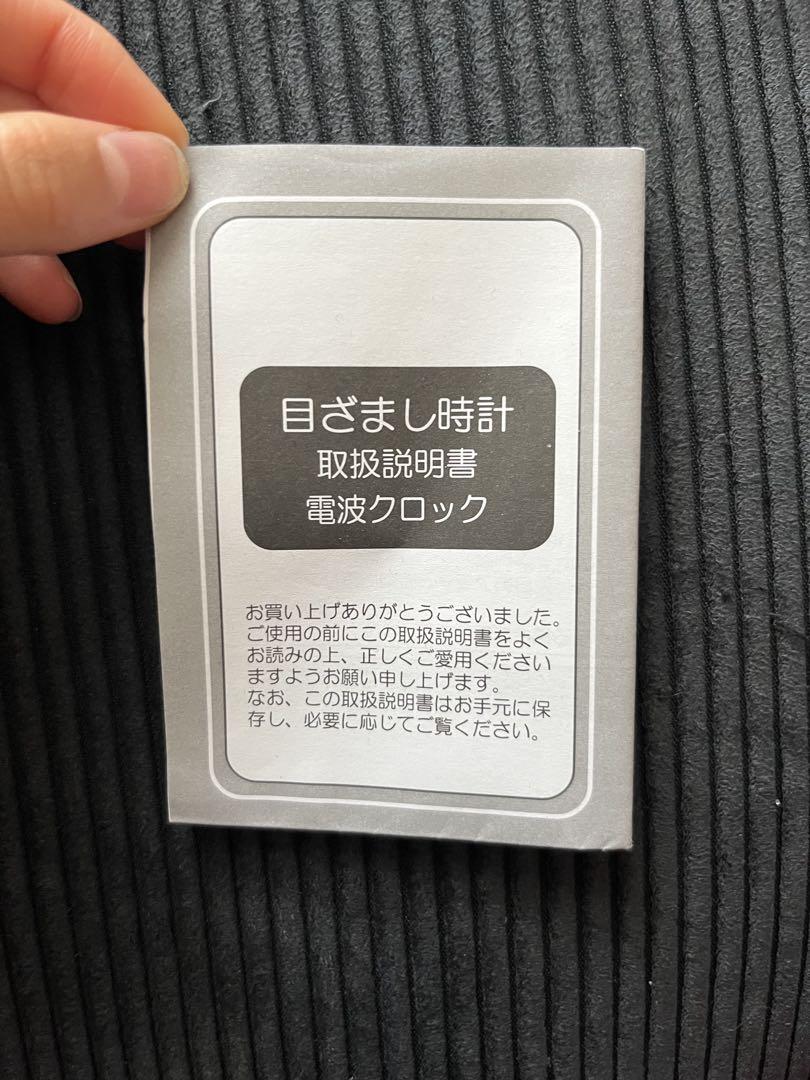 目ざまし時計
取扱説明書
電波クロック
お買い上げありがとうございました。
ご使用の前にこの取扱説明書をよく
お読みの上、正しくご愛用ください
ますようお願い申し上げます。
なお、この取扱説明書はお手元に保
存し、必要に応じてご覧ください。